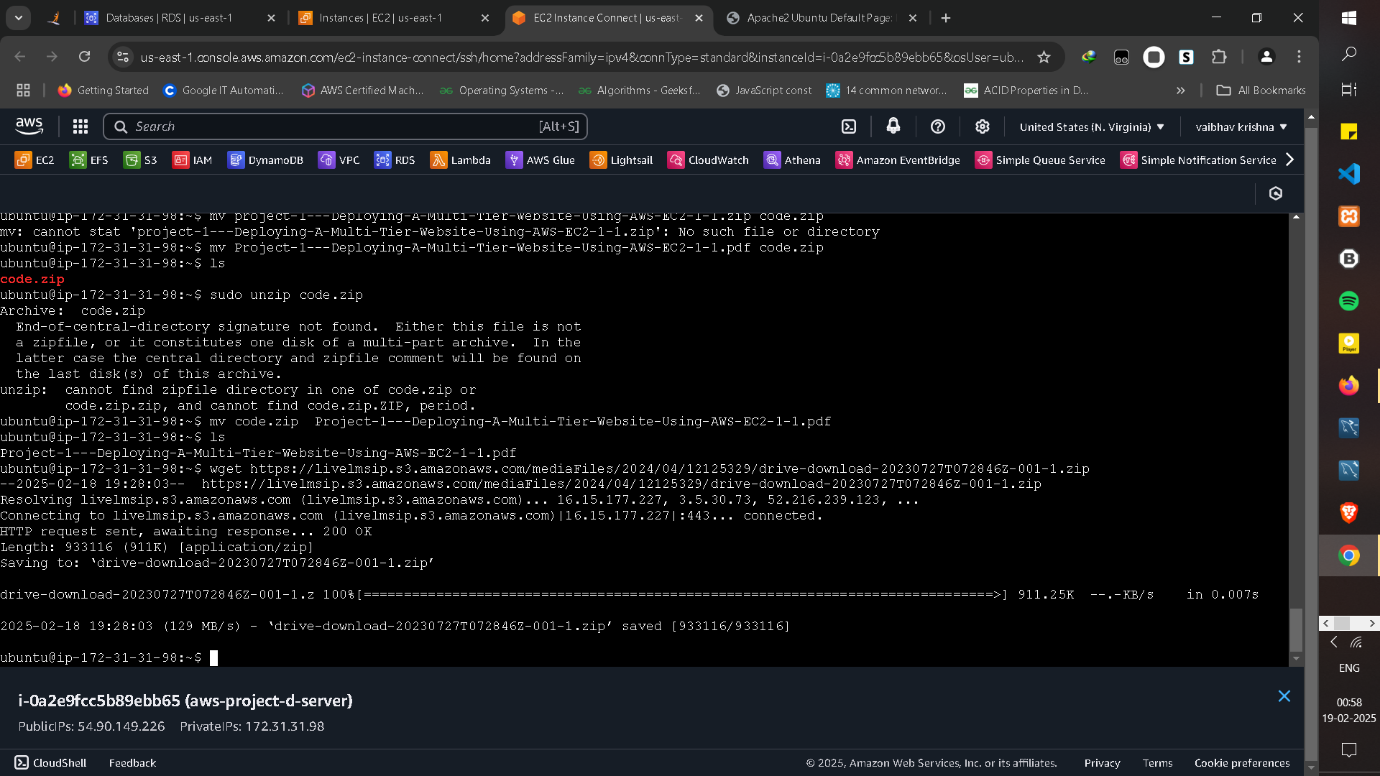 Databases | RDS | us-east-1
Instances | EC2 | us-east-1
EC2 Instance Connect | us-east-
Apache2 Ubuntu Default Page:
us-east-1.console.aws.amazon.com/ec2-instance-connect/ssh/home?addressFamily=ipv4&connType=standard&instanceId=i-0a2e9fcc5b89ebb65&osUser=ub...
Getting Started
Google IT Automati...
AWS Certified Mach...
Operating Systems -...
Algorithms - Geeksf...
JavaScript const
14 common networ...
ACID Properties in D...
All Bookmarks
aws
Search
[Alt+S]
United States (N. Virginia)
vaibhav krishna
EC2
EFS
S3
IAM
DynamoDB
VPC
RDS
Lambda
AWS Glue
Lightsail
CloudWatch
Athena
Amazon EventBridge
Simple Queue Service
Simple Notification Service
ubuntu@ip-172-31-31-98:~$ mv project-1---Deploying-A-Multi-Tier-Website-Using-AWS-EC2-1-1.zip code.zip
mv: cannot stat 'project-1---Deploying-A-Multi-Tier-Website-Using-AWS-EC2-1-1.zip': No such file or directory
ubuntu@ip-172-31-31-98:~$ mv Project-1---Deploying-A-Multi-Tier-Website-Using-AWS-EC2-1-1.pdf code.zip
ubuntu@ip-172-31-31-98:~$ ls
code.zip
ubuntu@ip-172-31-31-98:~$ sudo unzip code.zip
Archive:  code.zip
  End-of-central-directory signature not found.  Either this file is not
  a zipfile, or it constitutes one disk of a multi-part archive.  In the
  latter case the central directory and zipfile comment will be found on
  the last disk(s) of this archive.
unzip:  cannot find zipfile directory in one of code.zip or
        code.zip.zip, and cannot find code.zip.ZIP, period.
ubuntu@ip-172-31-31-98:~$ mv code.zip  Project-1---Deploying-A-Multi-Tier-Website-Using-AWS-EC2-1-1.pdf
ubuntu@ip-172-31-31-98:~$ ls
Project-1---Deploying-A-Multi-Tier-Website-Using-AWS-EC2-1-1.pdf
ubuntu@ip-172-31-31-98:~$ wget https://livelmsip.s3.amazonaws.com/mediaFiles/2024/04/12125329/drive-download-20230727T072846Z-001-1.zip
--2025-02-18 19:28:03--  https://livelmsip.s3.amazonaws.com/mediaFiles/2024/04/12125329/drive-download-20230727T072846Z-001-1.zip
Resolving livelmsip.s3.amazonaws.com (livelmsip.s3.amazonaws.com)... 16.15.177.227, 3.5.30.73, 52.216.239.123, ...
Connecting to livelmsip.s3.amazonaws.com (livelmsip.s3.amazonaws.com)|16.15.177.227|:443... connected.
HTTP request sent, awaiting response... 200 OK
Length: 933116 (911K) [application/zip]
Saving to: ‘drive-download-20230727T072846Z-001-1.zip’
drive-download-20230727T072846Z-001-1.z 100%[==============================================================================>] 911.25K  --.-KB/s    in 0.007s
2025-02-18 19:28:03 (129 MB/s) - ‘drive-download-20230727T072846Z-001-1.zip’ saved [933116/933116]
ubuntu@ip-172-31-31-98:~$
i-0a2e9fcc5b89ebb65 (aws-project-d-server)
PublicIPs: 54.90.149.226    PrivateIPs: 172.31.31.98
CloudShell
Feedback
© 2025, Amazon Web Services, Inc. or its affiliates.
Privacy
Terms
Cookie preferences
ENG
00:58
19-02-2025